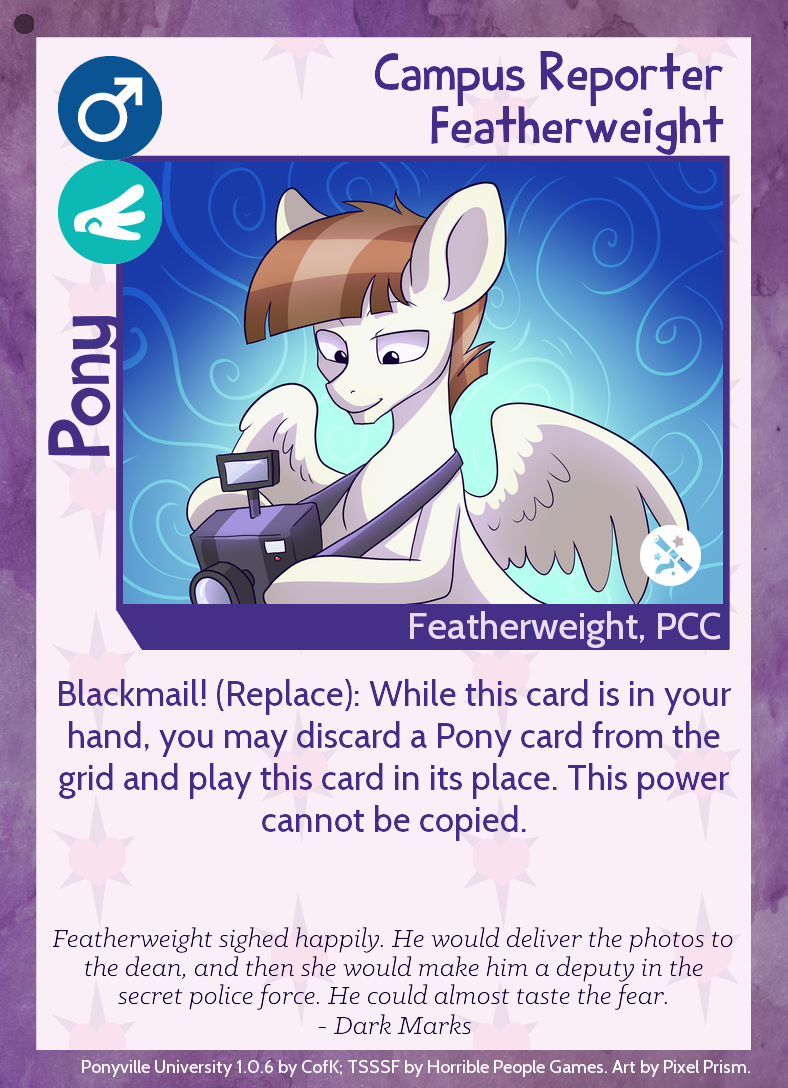 Campus Reporter
Featherweight
Pony
Featherweight, PCC
Blackmail! (Replace): While this card is in your
hand, you may discard a Pony card from the
grid and play this card in its place. This power
cannot be copied.
Featherweight sighed happily. He would deliver the photos to
the dean, and then she would make him a deputy in the
secret police force. He could almost taste the fear.
- Dark Marks
Ponyville University 1.0.6 by CofK; TSSSF by Horrible People Games. Art by Pixel Prism.